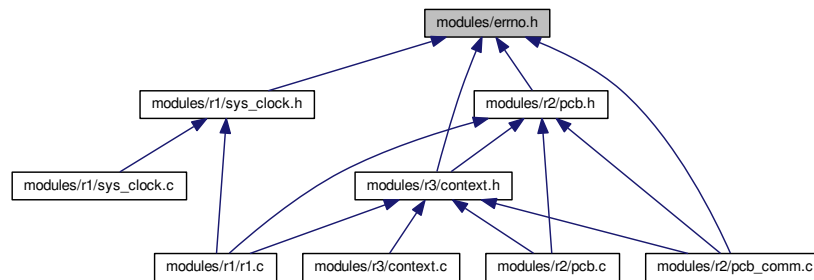 modules/errno.h
modules/r1/sys_clock.h
modules/r2/pcb.h
modules/r1/sys_clock.c
modules/r3/context.h
modules/r1/r1.c
modules/r3/context.c
modules/r2/pcb.c
modules/r2/pcb_comm.c